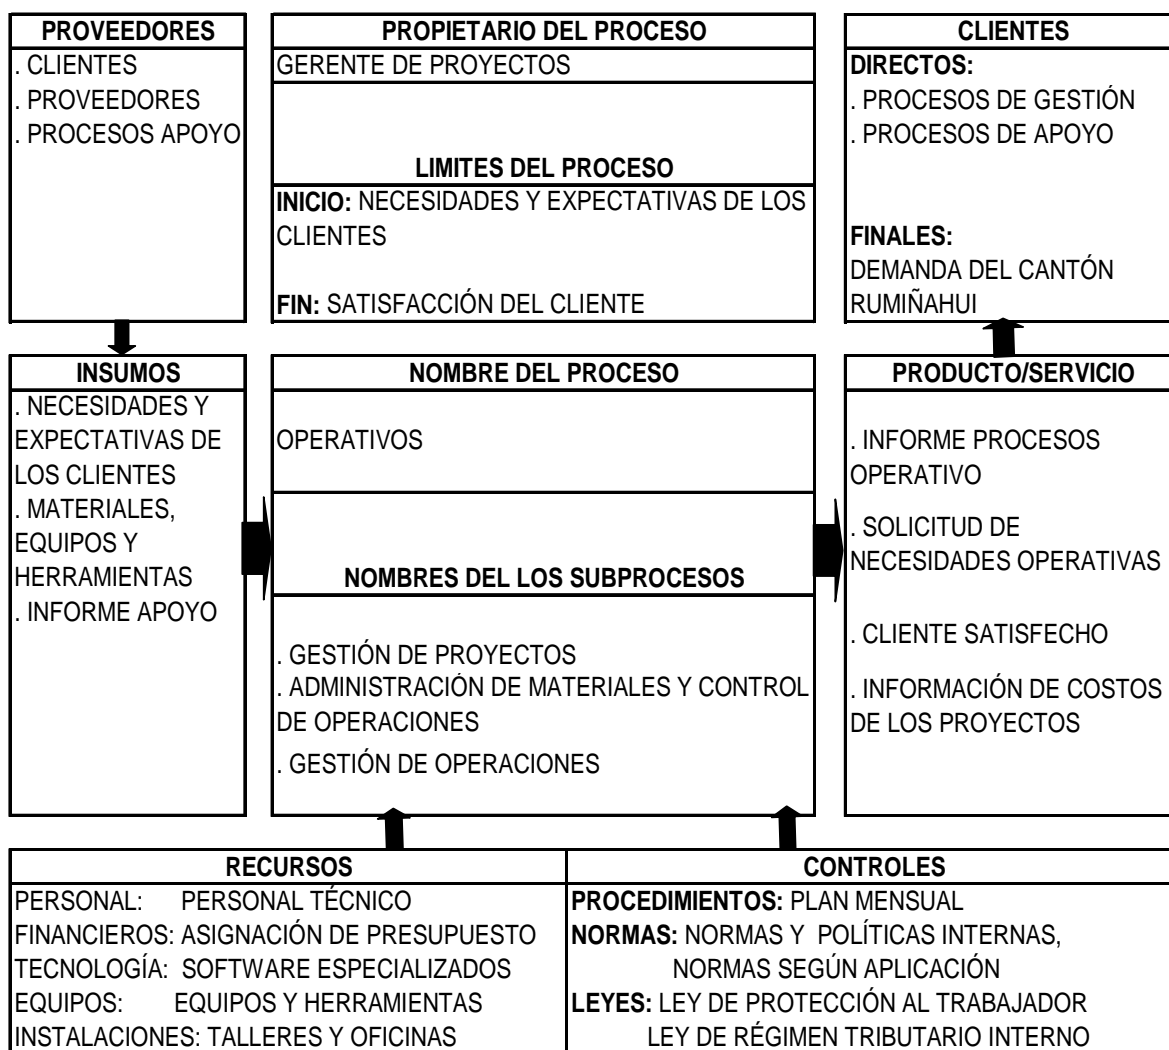 PROVEEDORES
. CLIENTES
. PROVEEDORES
. PROCESOS APOYO
PROPIETARIO DEL PROCESO
GERENTE DE PROYECTOS
LIMITES DEL PROCESO
INICIO: NECESIDADES Y EXPECTATIVAS DE LOS
CLIENTES
FIN: SATISFACCIÓN DEL CLIENTE
CLIENTES
DIRECTOS:
. PROCESOS DE GESTIÓN
. PROCESOS DE APOYO
FINALES:
DEMANDA DEL CANTÓN
RUMIÑAHUI
INSUMOS
. NECESIDADES Y
EXPECTATIVAS DE
LOS CLIENTES
. MATERIALES,
EQUIPOS Y
HERRAMIENTAS
. INFORME APOYO
NOMBRE DEL PROCESO
OPERATIVOS
NOMBRES DEL LOS SUBPROCESOS
. GESTIÓN DE PROYECTOS
. ADMINISTRACIÓN DE MATERIALES Y CONTROL
DE OPERACIONES
. GESTIÓN DE OPERACIONES
PRODUCTO/SERVICIO
. INFORME PROCESOS
OPERATIVO
. SOLICITUD DE
NECESIDADES OPERATIVAS
. CLIENTE SATISFECHO
. INFORMACIÓN DE COSTOS
DE LOS PROYECTOS
RECURSOS
PERSONAL: PERSONAL TÉCNICO
FINANCIEROS: ASIGNACIÓN DE PRESUPUESTO
TECNOLOGÍA: SOFTWARE ESPECIALIZADOS
EQUIPOS: EQUIPOS Y HERRAMIENTAS
INSTALACIONES: TALLERES Y OFICINAS
CONTROLES
PROCEDIMIENTOS: PLAN MENSUAL
NORMAS: NORMAS Y POLÍTICAS INTERNAS,
NORMAS SEGÚN APLICACIÓN
LEYES: LEY DE PROTECCIÓN AL TRABAJADOR
LEY DE RÉGIMEN TRIBUTARIO INTERNO